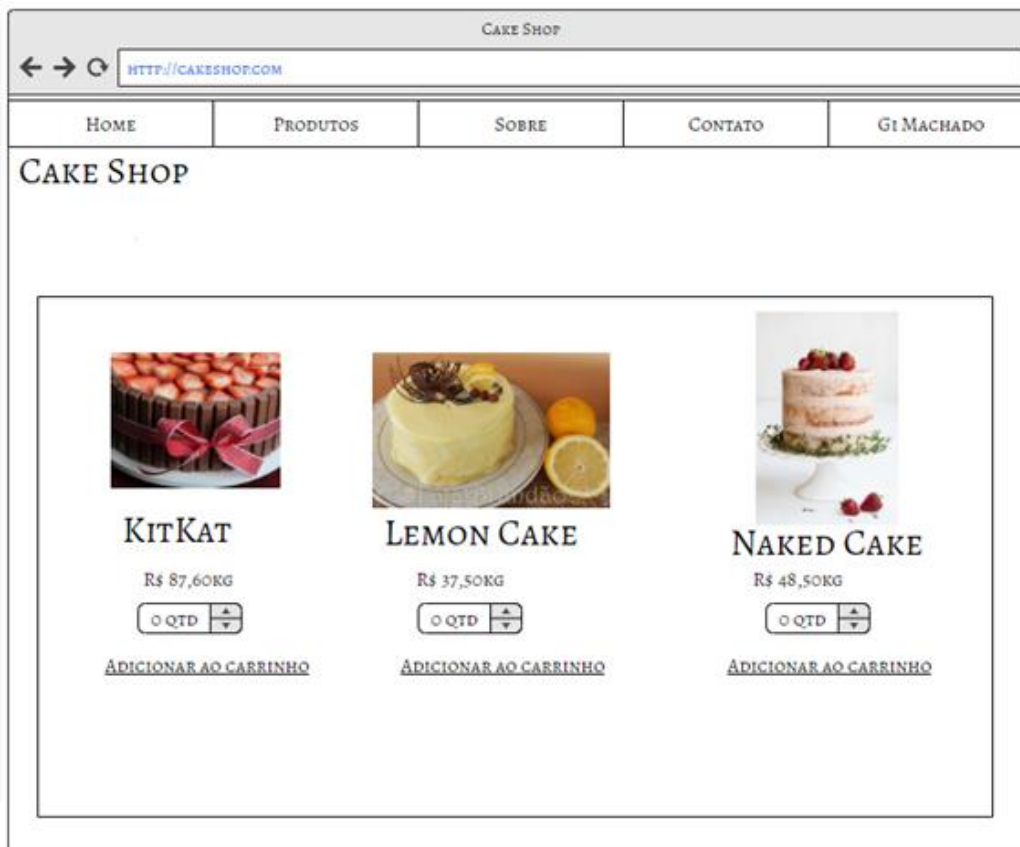 Cake Shop
http://cakeshop.com
Home
Produtos
Sobre
Contato
Gi Machado
Cake Shop
KitKat
Lemon Cake
Naked Cake
R$ 87,60kg
R$ 37,50kg
R$ 48,50kg
0 qtd
0 qtd
0 qtd
Adicionar ao carrinho
Adicionar ao carrinho
Adicionar ao carrinho